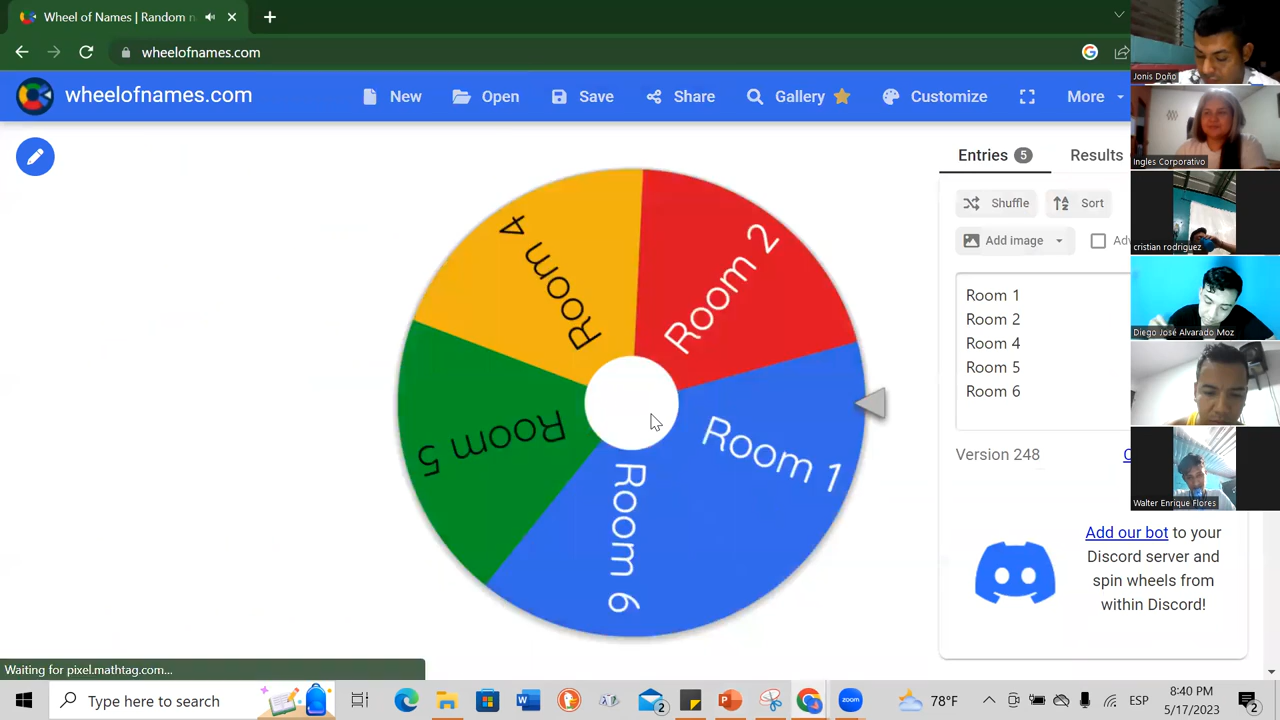 Wheel of Names | Random n
wheelofnames.com
wheelofnames.com
New
Open
Save
Share
Gallery
Customize
More
Entries 5
Results
Shuffle
Sort
Add image
Room 1
Room 2
Room 4
Room 5
Room 6
Version 248
Room 4
Room 2
Room 5
Room 1
Room 6
Add our bot to your
Discord server and
spin wheels from
within Discord!
Jonis Doño
Ingles Corporativo
cristian rodriguez
Diego José Alvarado Moz
Walter Enrique Flores
Waiting for pixel.mathtag.com...
Type here to search
zoom
2
78°F
ESP
8:40 PM
5/17/2023
2